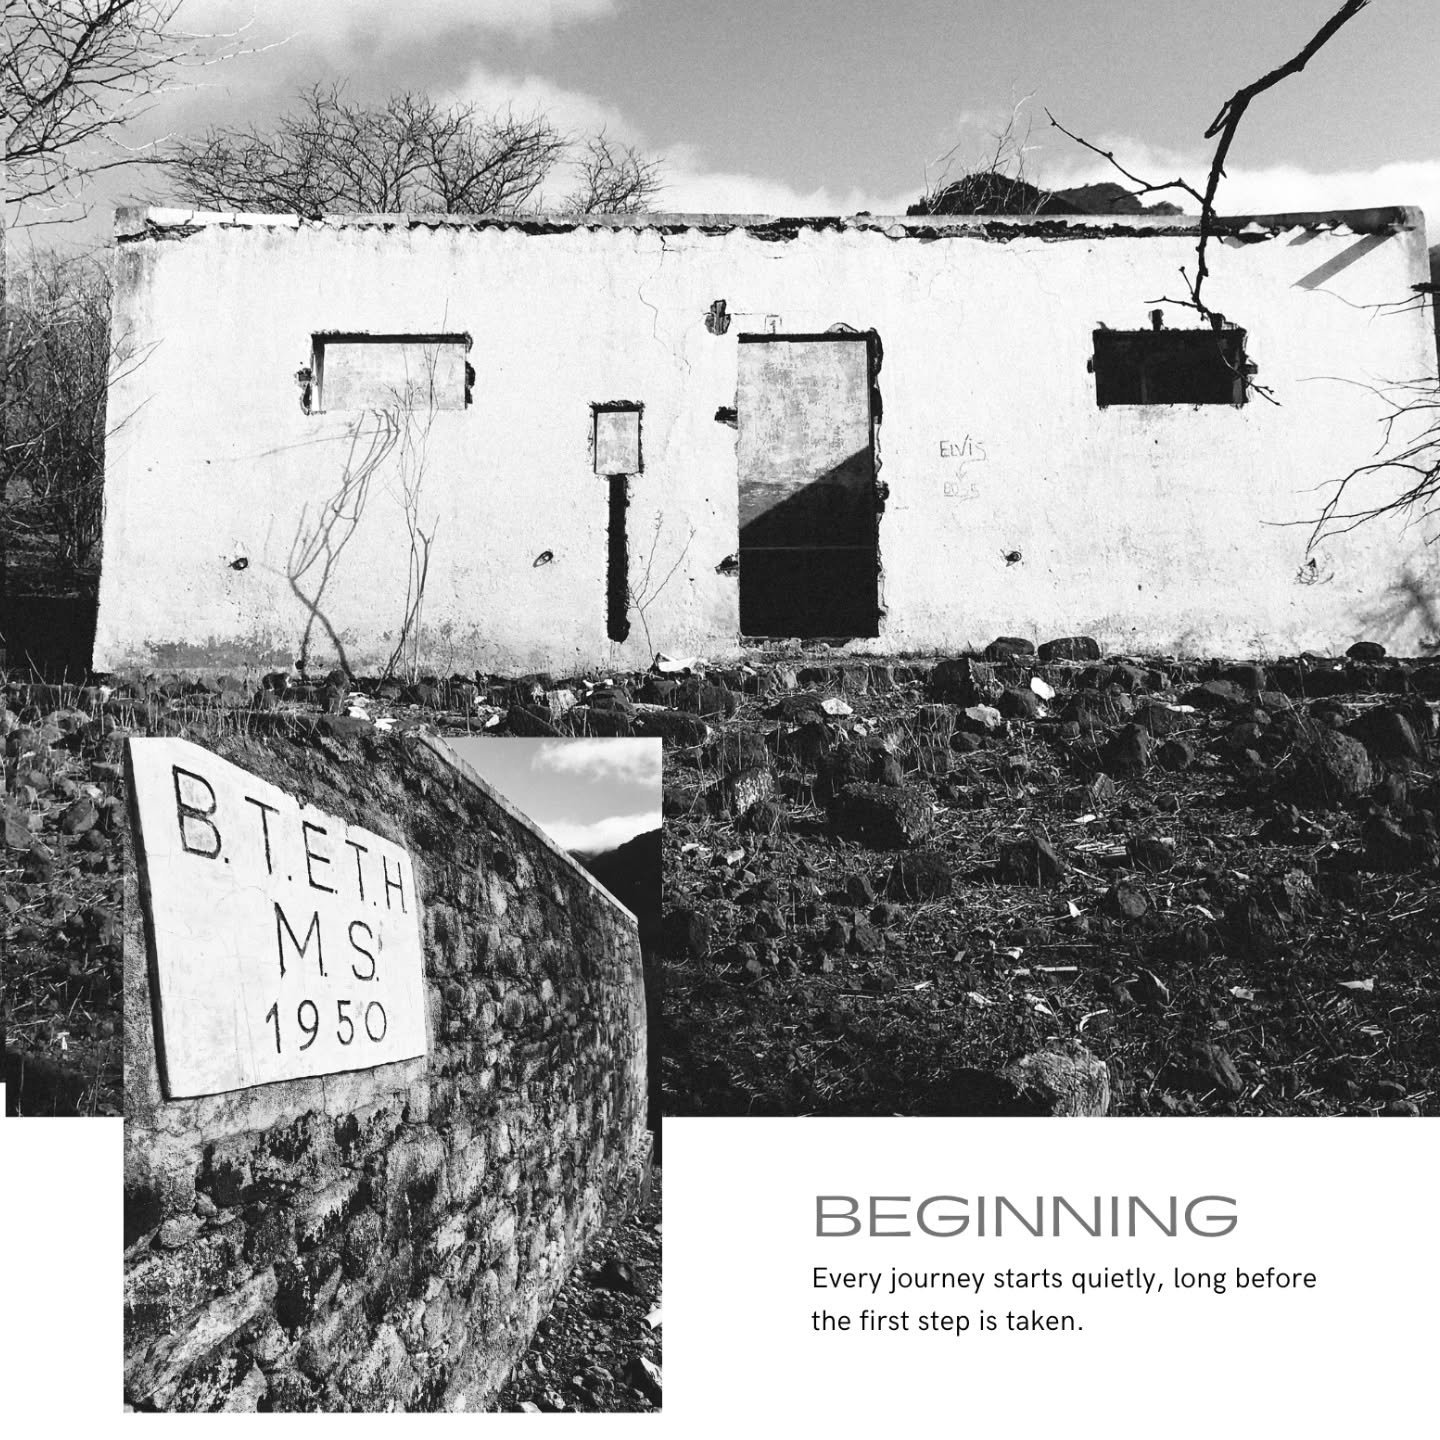 ELVIS
B.T.E.T.H.
M.S.
1950
BEGINNING
Every journey starts quietly, long before
the first step is taken.